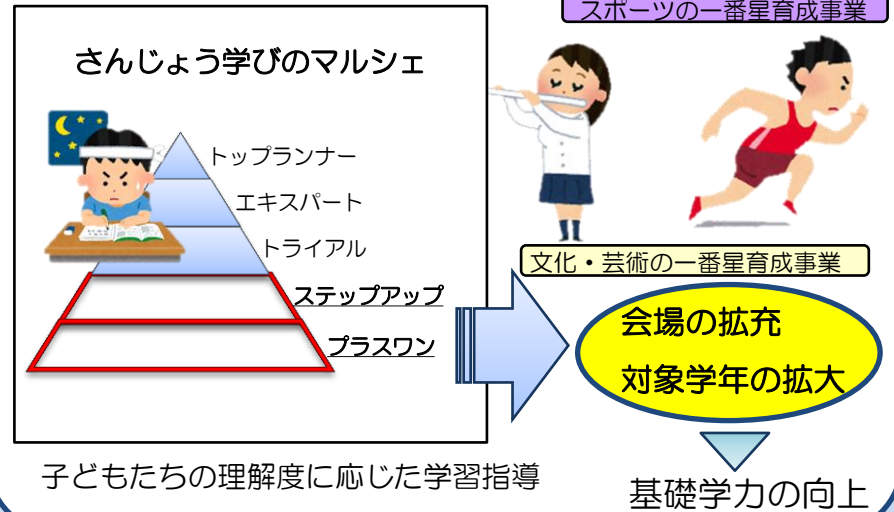 スポーツの一番星育成事業
さんじょう学びのマルシェ
トップランナー
エキスパート
トライアル
ステップアップ
プラスワン
文化・芸術の一番星育成事業
会場の拡充
対象学年の拡大
子どもたちの理解度に応じた学習指導
基礎学力の向上